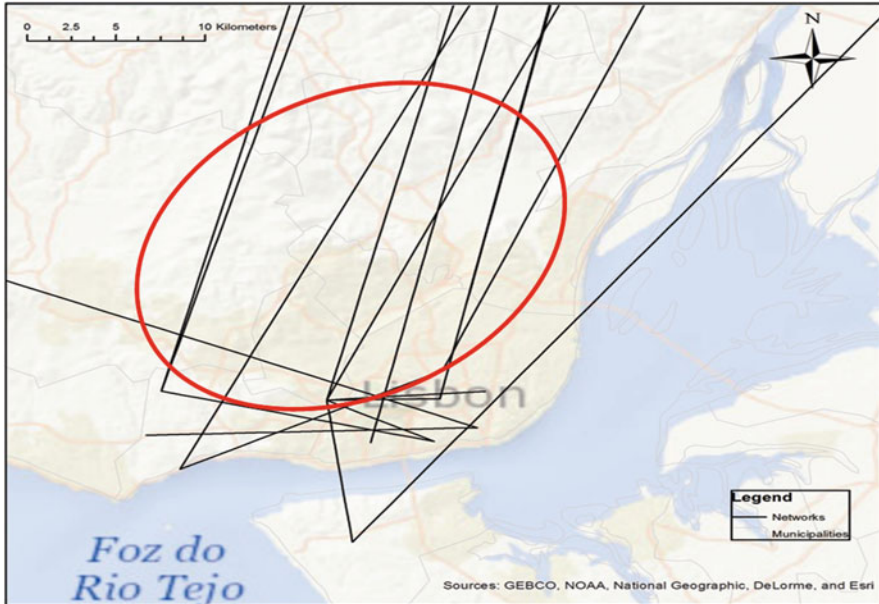 0 2.5 5 10 Kilometers
N
Lisbon
Legend
Networks
Municipalities
Foz do
Rio Tejo
Sources: GEBCO, NOAA, National Geographic, DeLorme, and Esri